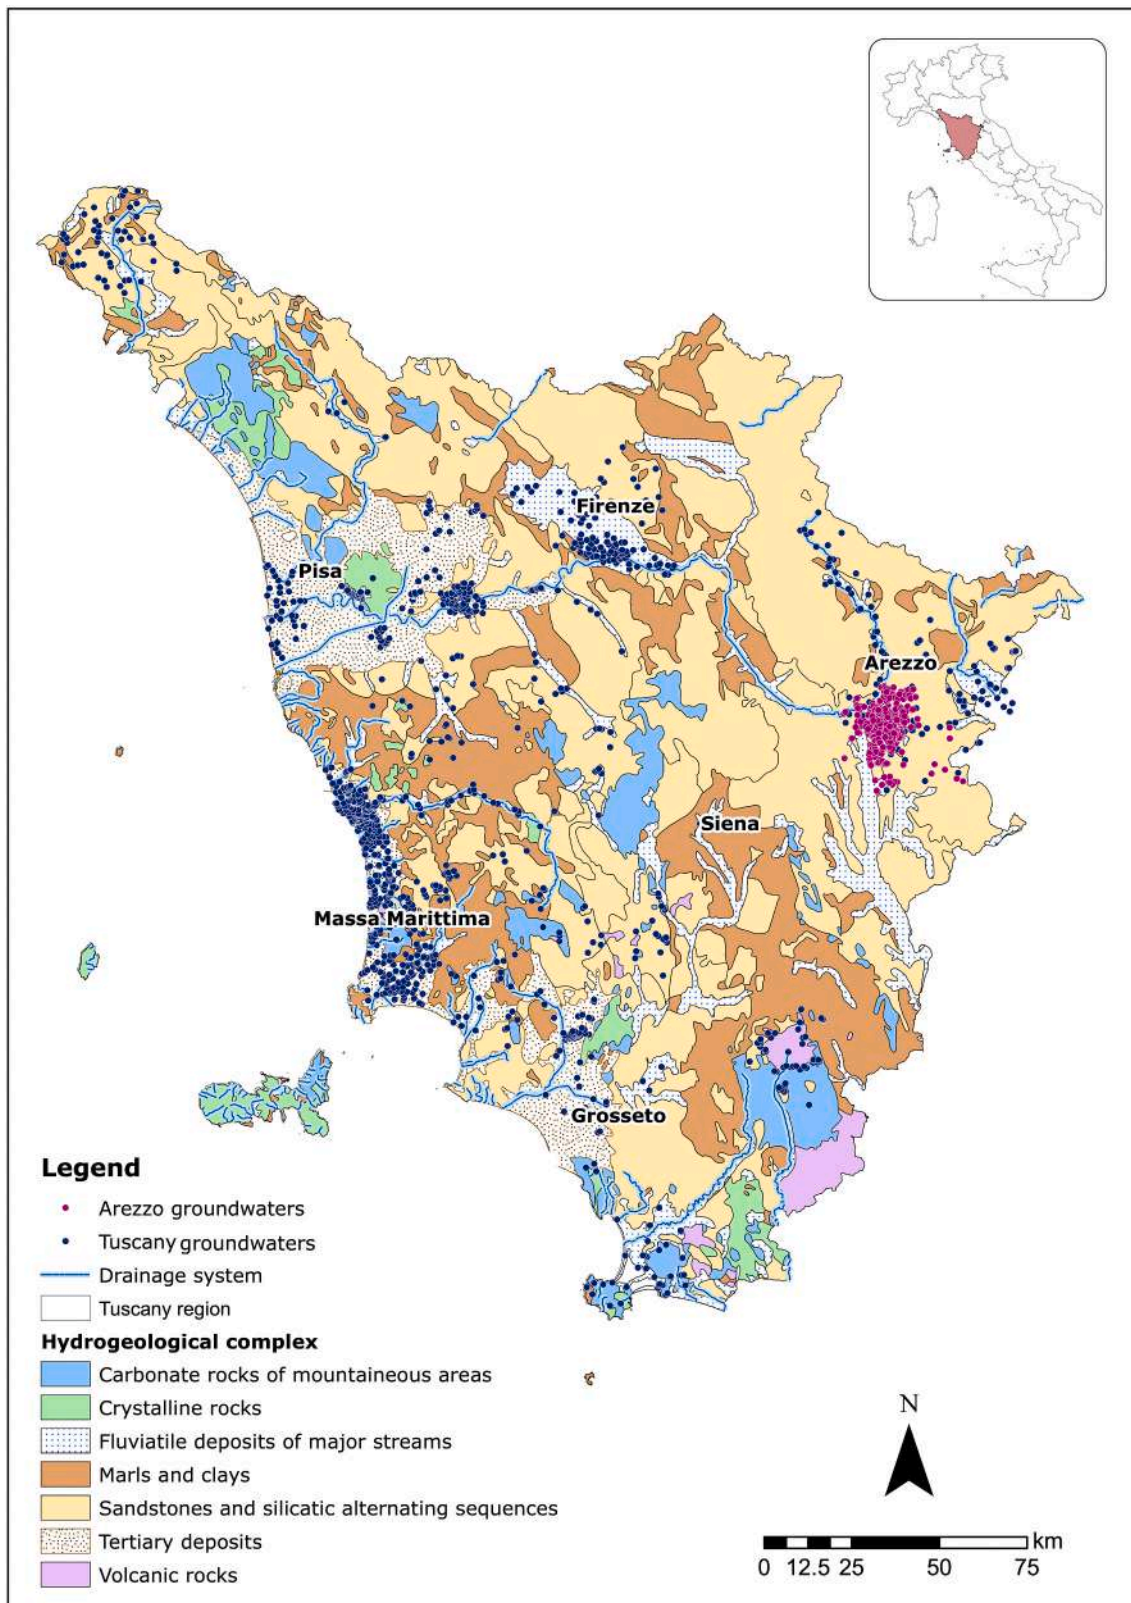 Firenze
Pisa
Arezzo
Siena
Massa Marittima
Grosseto
Legend
Arezzo groundwaters
Tuscany groundwaters
Drainage system
Tuscany region
Hydrogeological complex
Carbonate rocks of mountaineous areas
Crystalline rocks
Fluviatile deposits of major streams
Marls and clays
Sandstones and silicatic alternating sequences
Tertiary deposits
Volcanic rocks
N
km
0 12.5 25 50 75